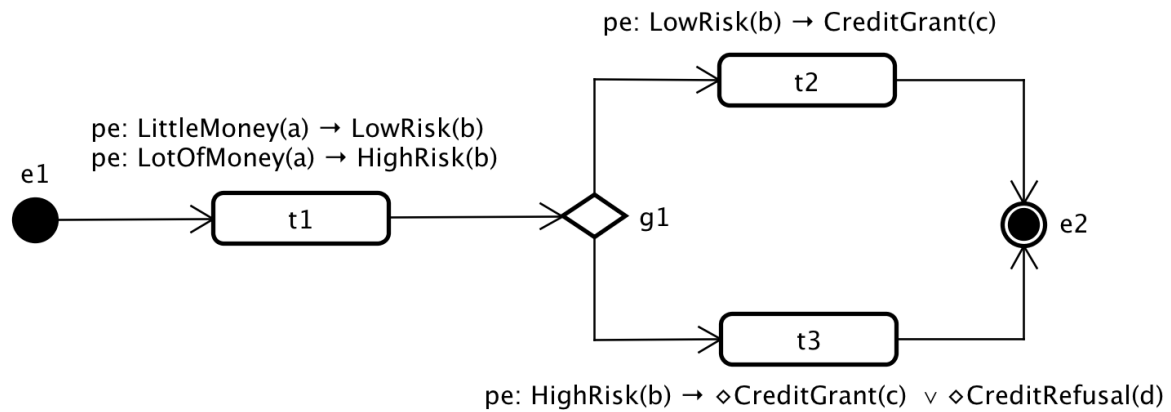 pe: LowRisk(b) → CreditGrant(c)
t2
pe: LittleMoney(a) → LowRisk(b)
pe: LotOfMoney(a) → HighRisk(b)
e1
t1
g1
e2
t3
pe: HighRisk(b) → ⋄CreditGrant(c) ∨ ⋄CreditRefusal(d)